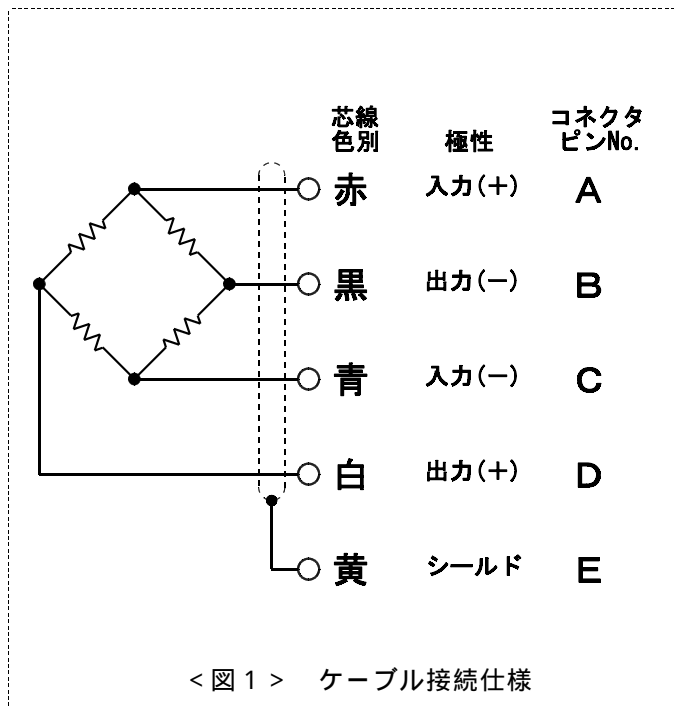 芯線 コネクタ
色別 極性 ピンNo.
赤 入力(+) A
黒 出力(−) B
青 入力(−) C
白 出力(+) D
黄 シールド E
<図1> ケーブル接続仕様